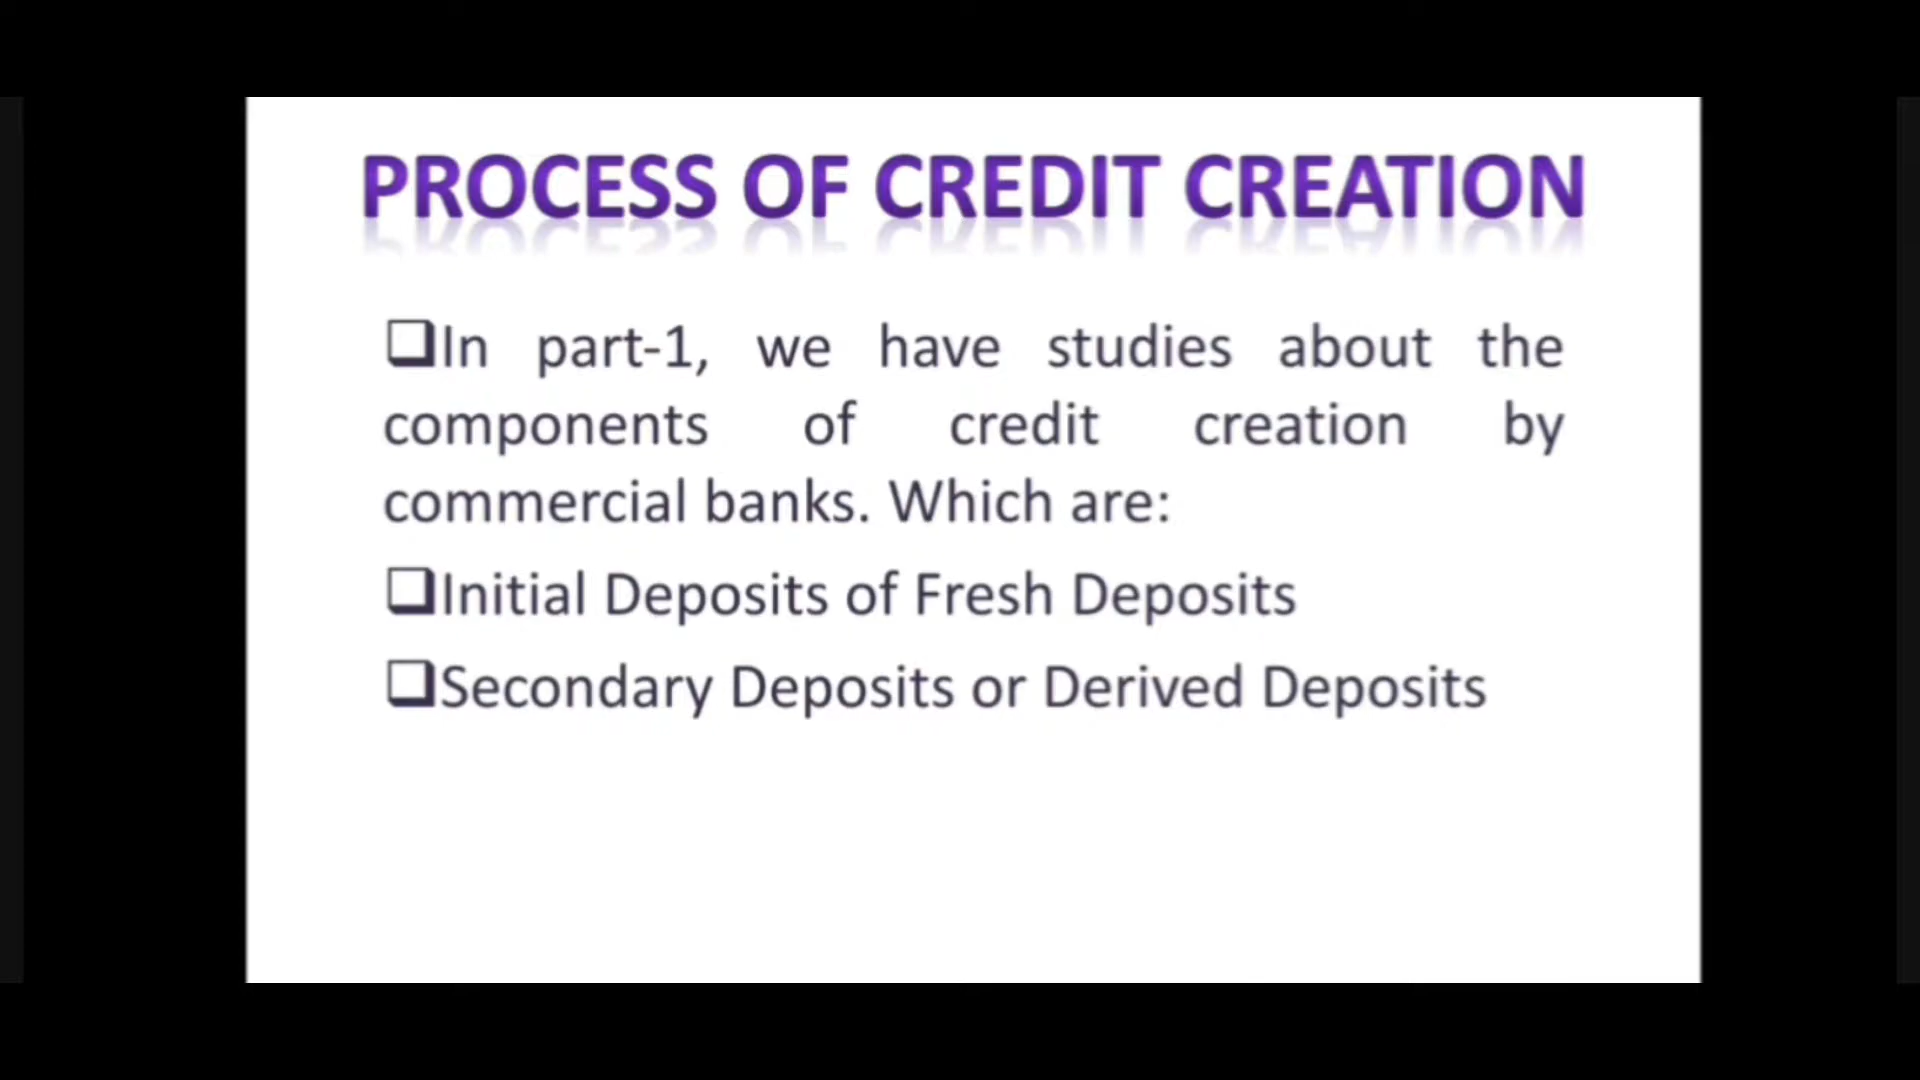 PROCESS OF CREDIT CREATION
❑In part-1, we have studies about the
components of credit creation by
commercial banks. Which are:
❑Initial Deposits of Fresh Deposits
❑Secondary Deposits or Derived Deposits